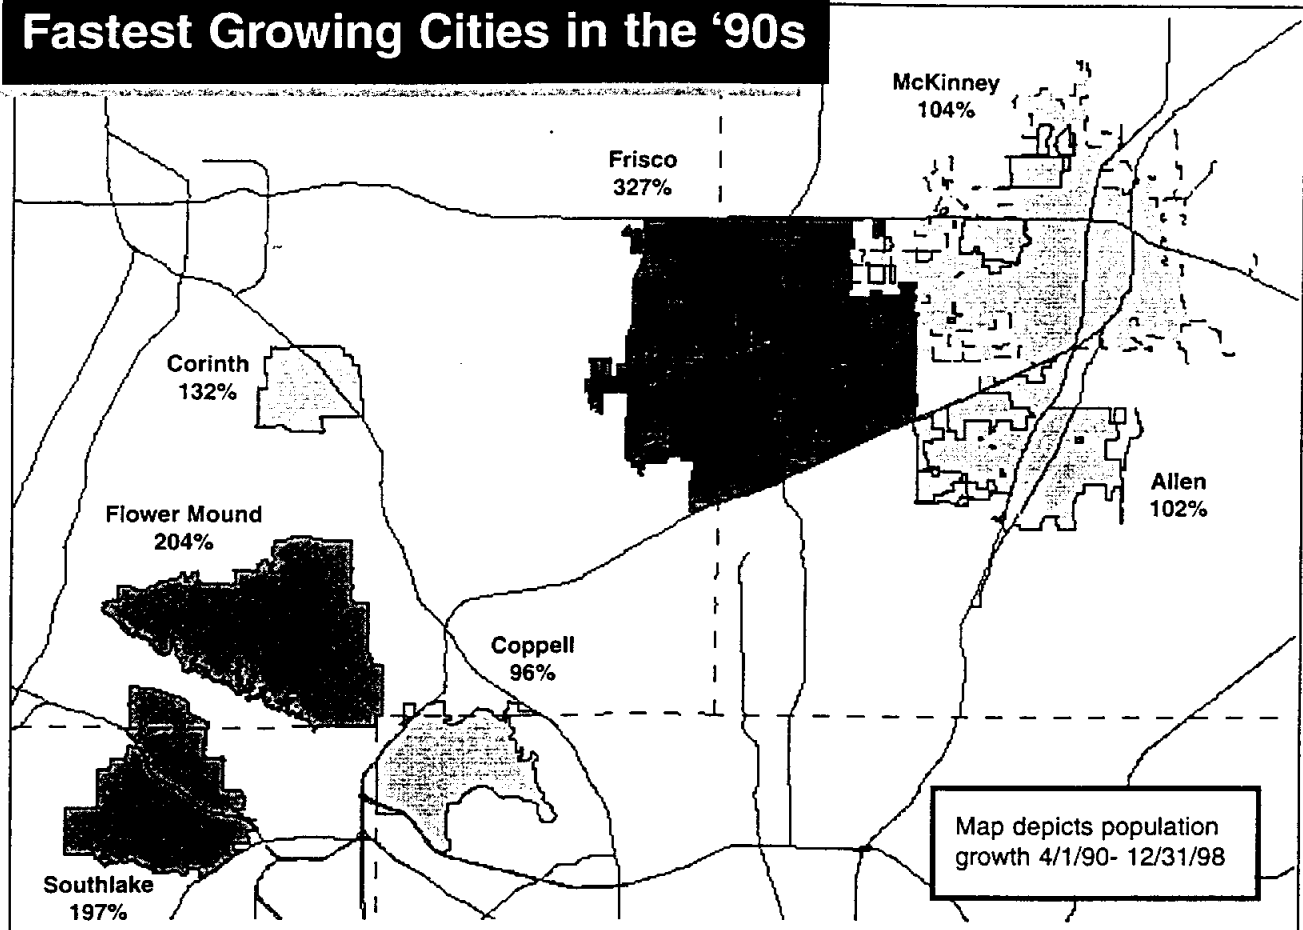 Fastest Growing Cities in the '90s
McKinney
104%
Frisco
327%
Corinth
132%
Allen
102%
Flower Mound
204%
Coppell
96%
Map depicts population
growth 4/1/90- 12/31/98
Southlake
197%